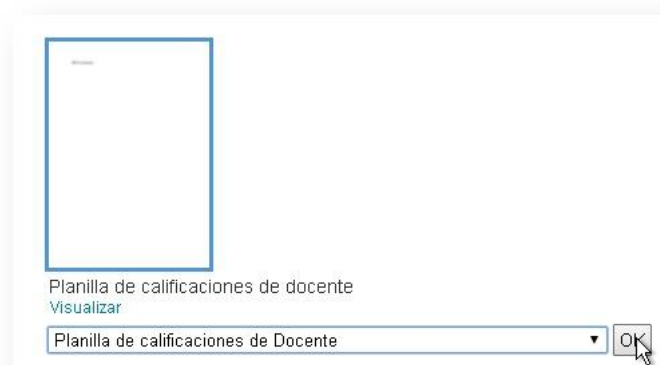 Planilla de calificaciones de docente
Visualizar
Planilla de calificaciones de Docente
OK